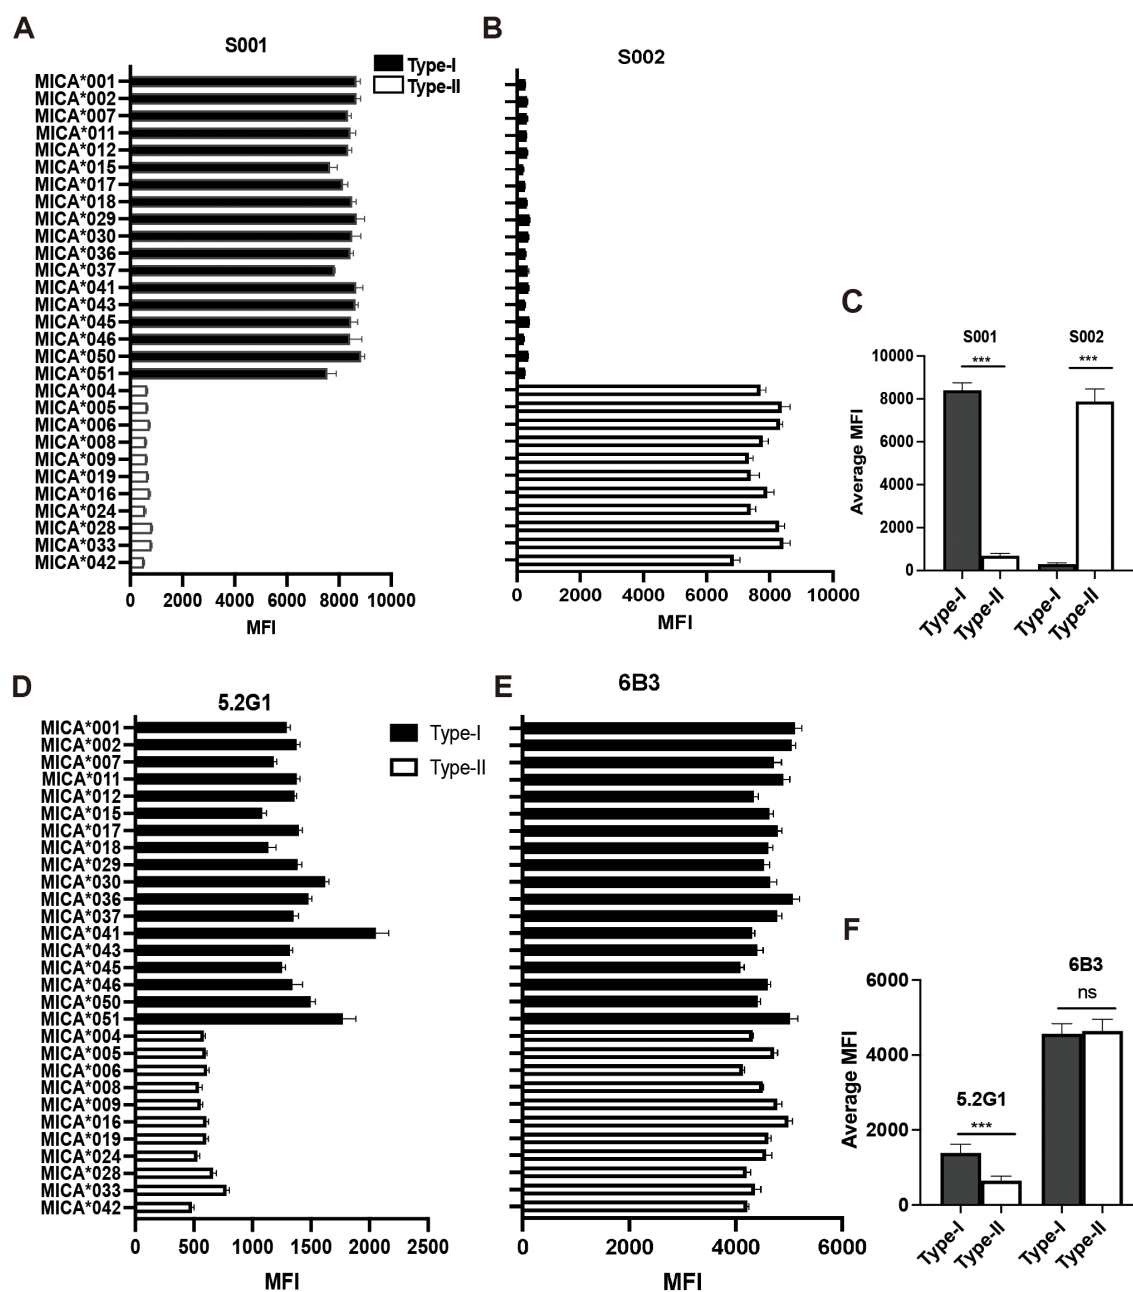 A
S001
Type-I
Type-II
MICA*001
MICA*002
MICA*007
MICA*011
MICA*012
MICA*015
MICA*017
MICA*018
MICA*029
MICA*030
MICA*036
MICA*037
MICA*041
MICA*043
MICA*045
MICA*046
MICA*050
MICA*051
MICA*004
MICA*005
MICA*006
MICA*008
MICA*009
MICA*019
MICA*016
MICA*024
MICA*028
MICA*033
MICA*042
0 2000 4000 6000 8000 10000
MFI
B
S002
0 2000 4000 6000 8000 10000
MFI
C
S001 S002
*** ***
10000
8000
6000
4000
2000
0
Average MFI
Type-I Type-II Type-I Type-II
D
5.2G1
Type-I
Type-II
MICA*001
MICA*002
MICA*007
MICA*011
MICA*012
MICA*015
MICA*017
MICA*018
MICA*029
MICA*030
MICA*036
MICA*037
MICA*041
MICA*043
MICA*045
MICA*046
MICA*050
MICA*051
MICA*004
MICA*005
MICA*006
MICA*008
MICA*009
MICA*016
MICA*019
MICA*024
MICA*028
MICA*033
MICA*042
0 500 1000 1500 2000 2500
MFI
E
6B3
0 2000 4000 6000
MFI
F
6B3
ns
5.2G1
***
6000
4000
2000
0
Average MFI
Type-I Type-II Type-I Type-II